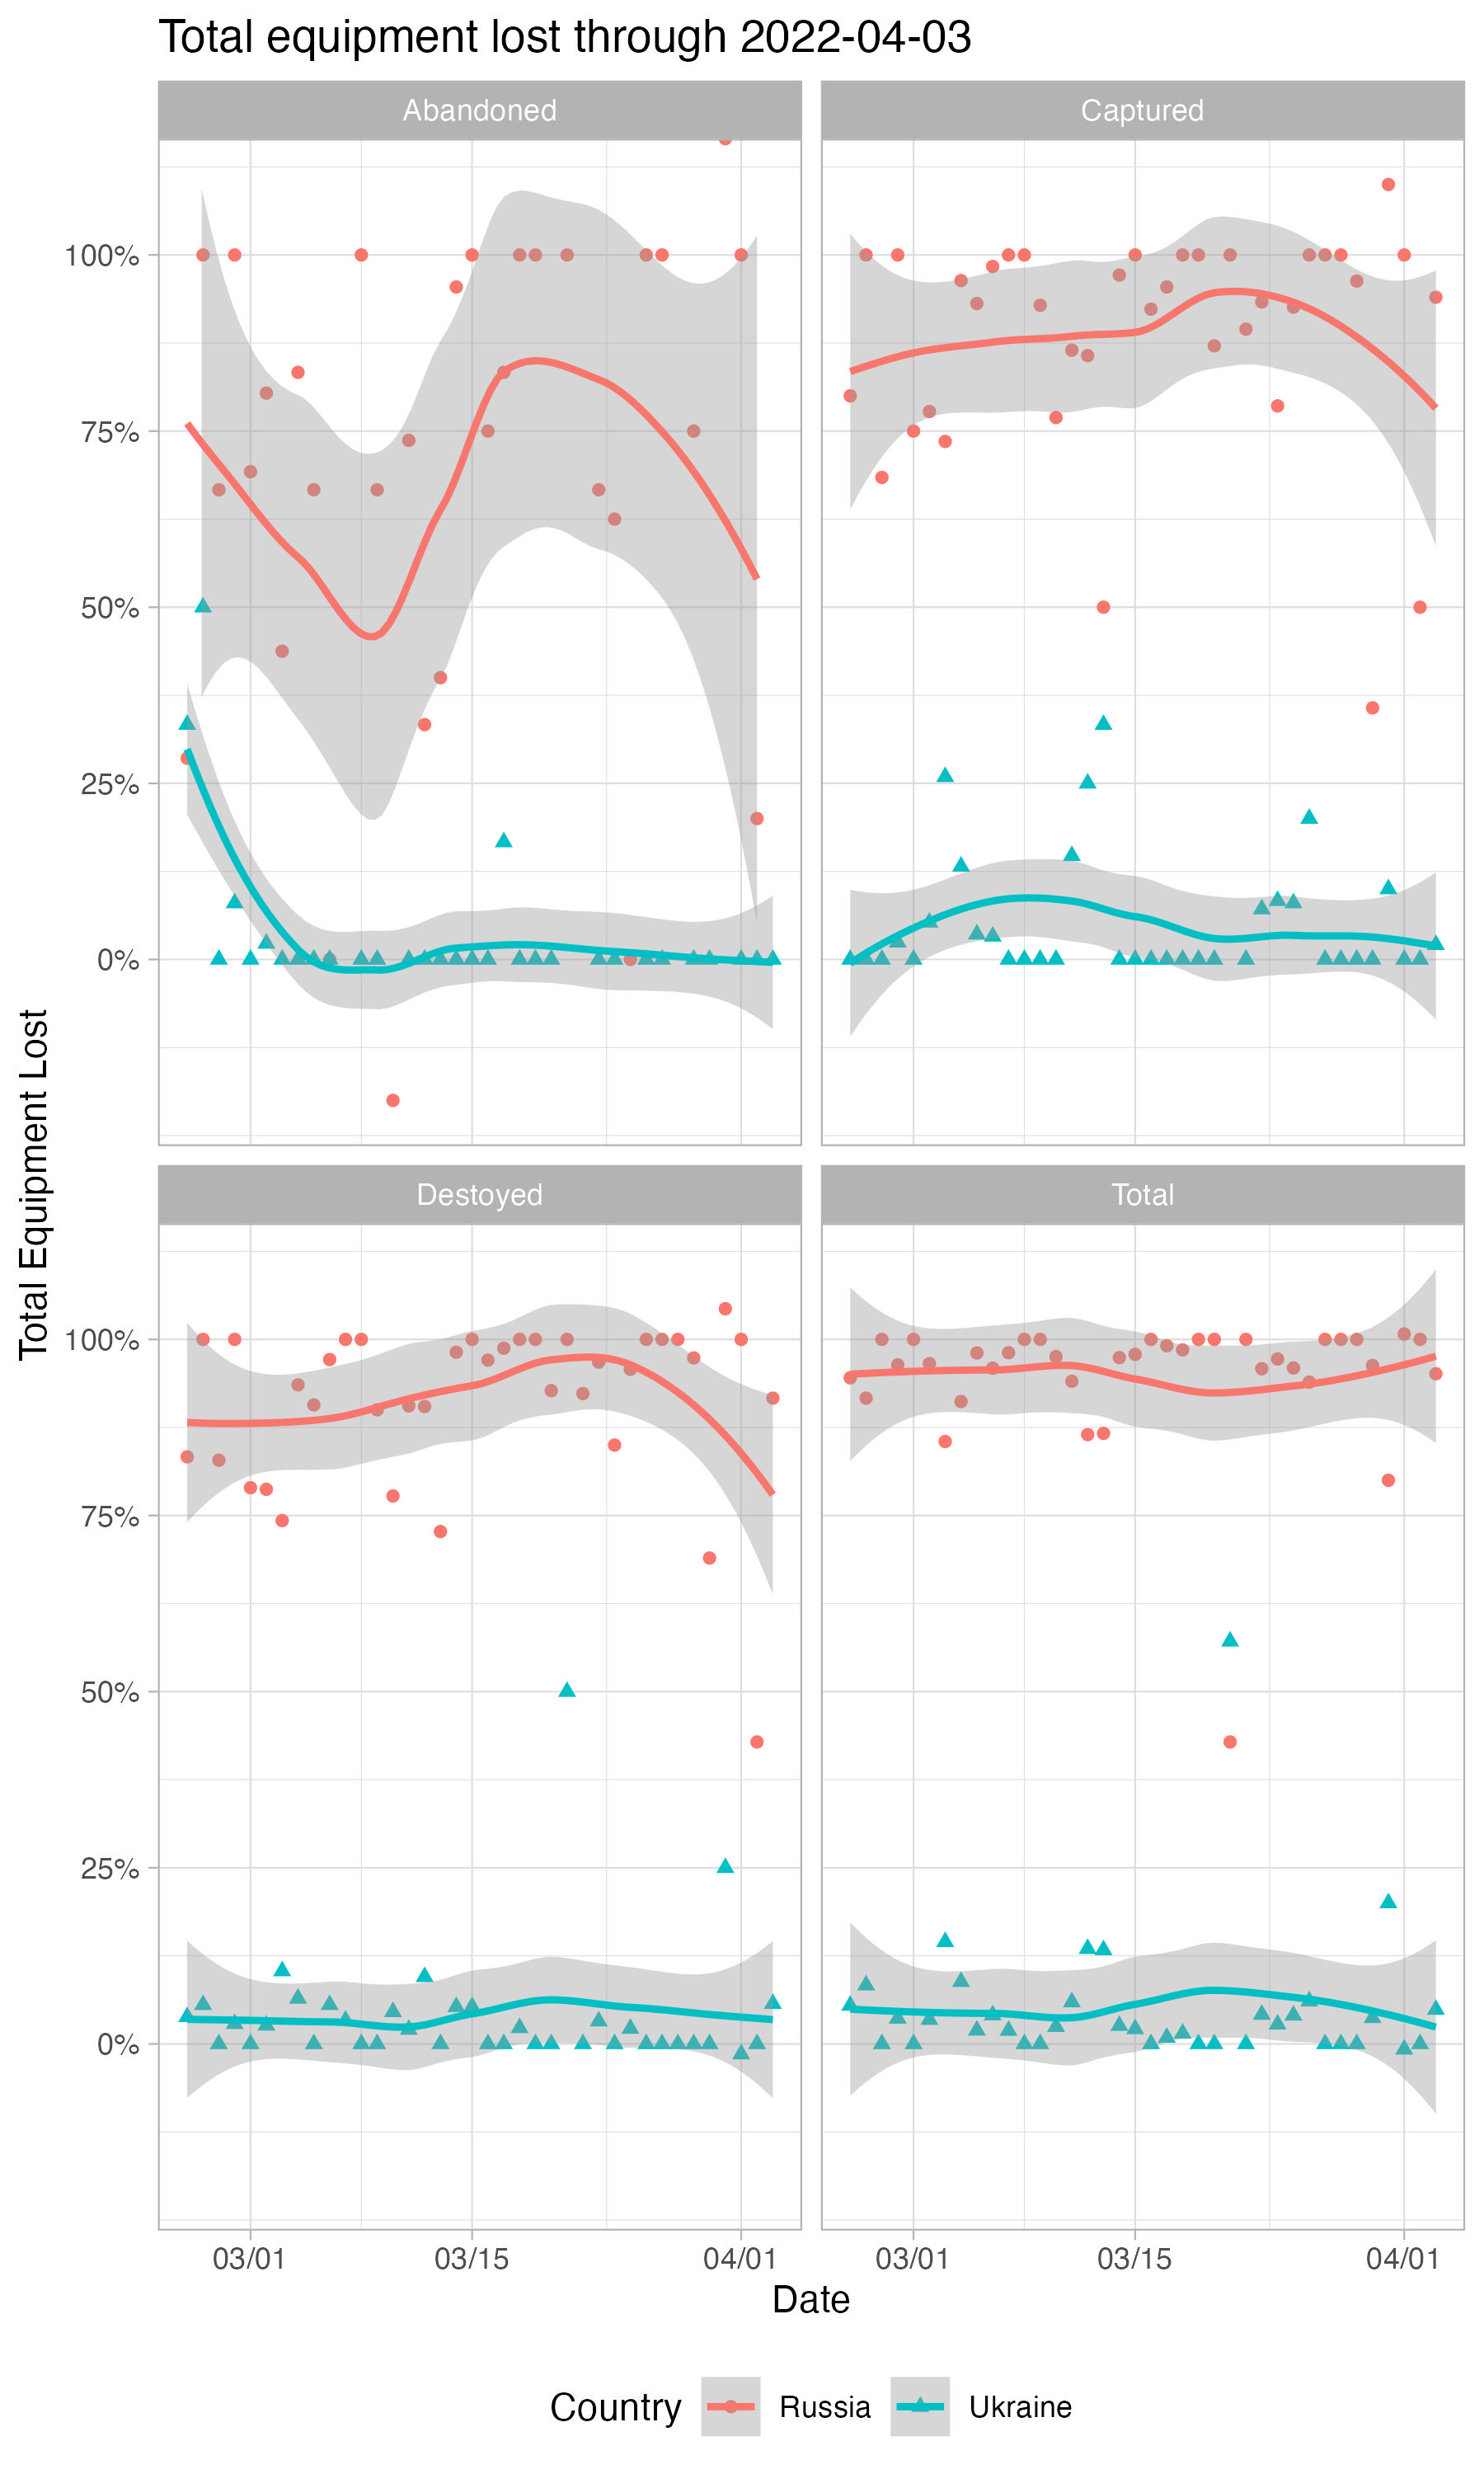 Total equipment lost through 2022-04-03
Abandoned
Captured
100%
75%
50%
25%
0%
Total Equipment Lost
Destoyed
Total
100%
75%
50%
25%
0%
03/01
03/15
04/01
03/01
03/15
04/01
Date
Country
Russia
Ukraine